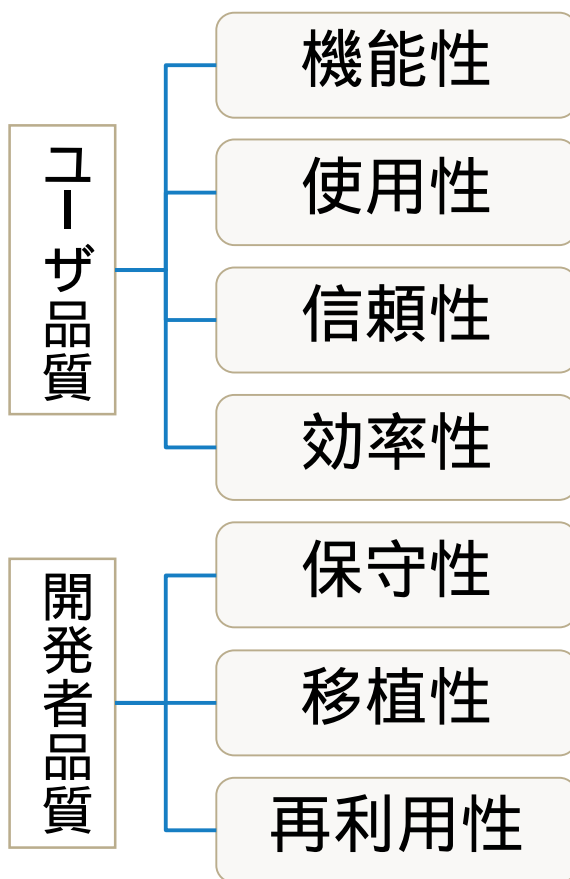 ユーザ品質
機能性
使用性
信頼性
効率性
開発者品質
保守性
移植性
再利用性